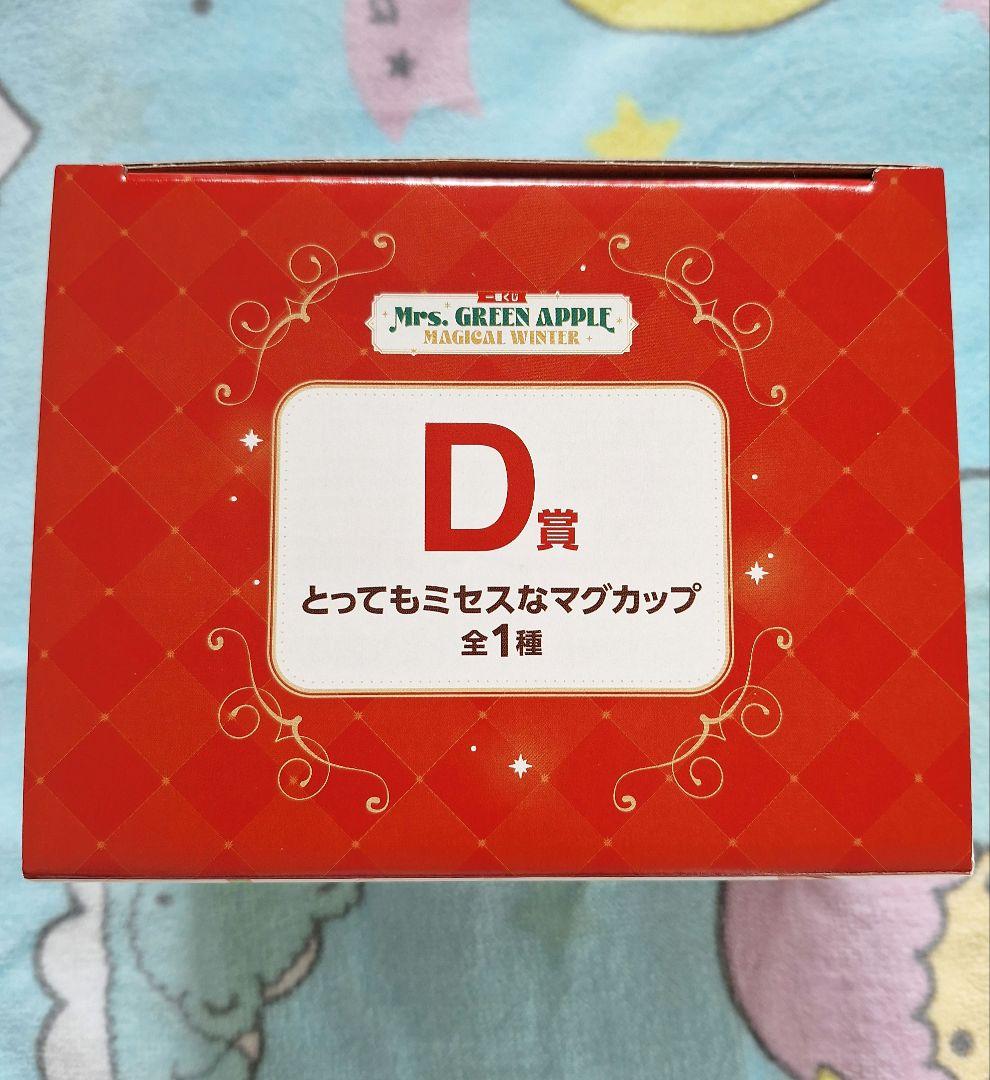 一番くじ
Mrs. GREEN APPLE
MAGICAL WINTER
D賞
とってもミセスなマグカップ
全1種